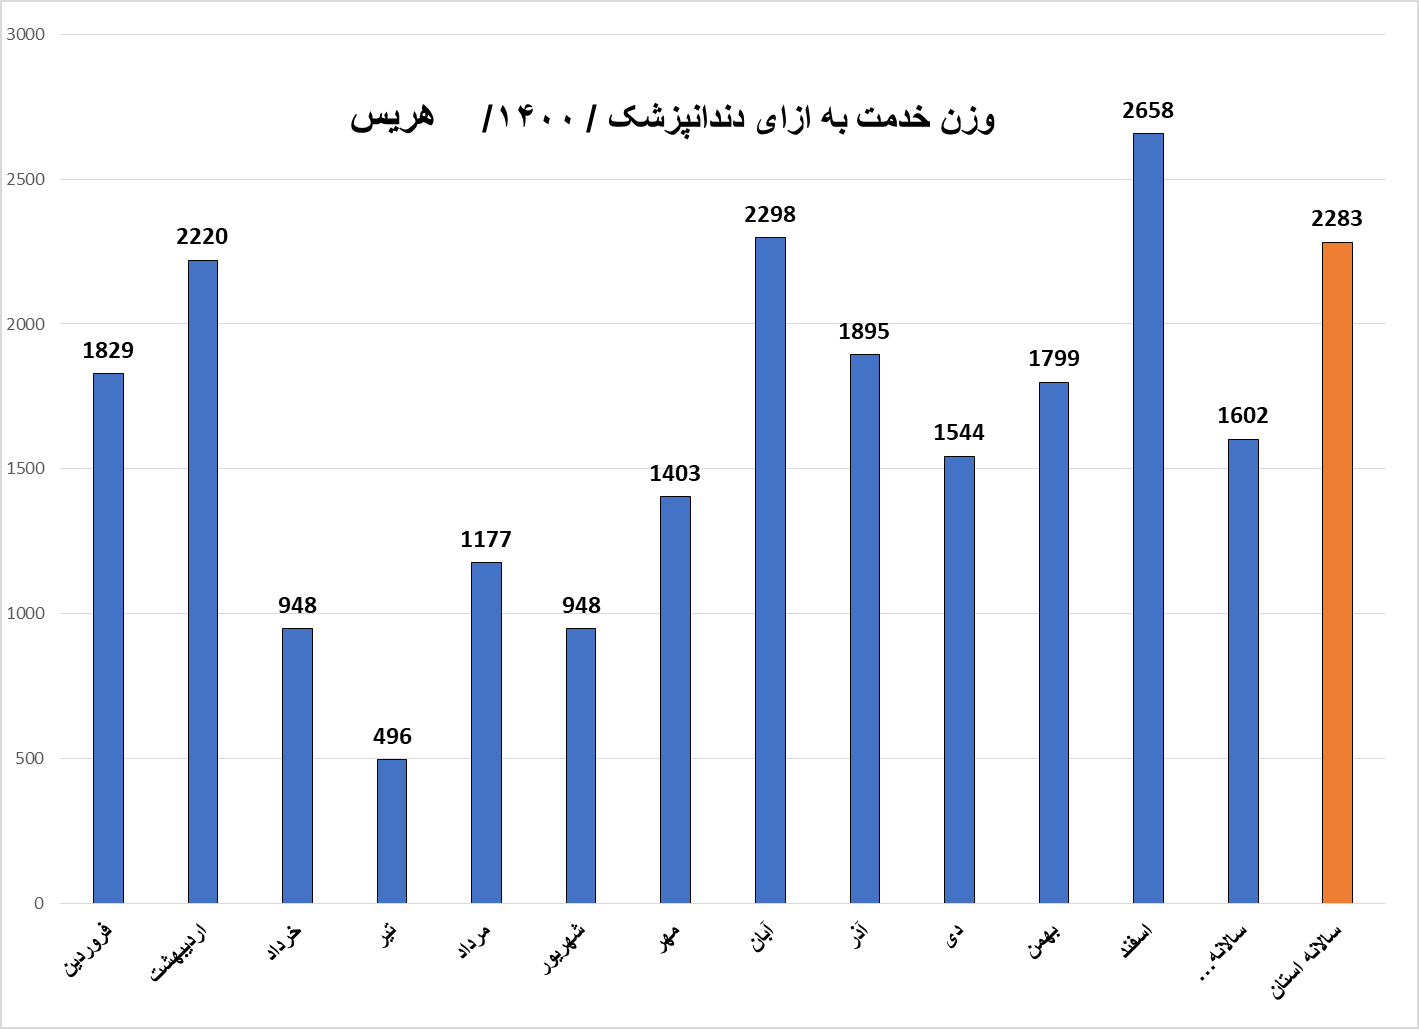 وزن خدمت به ازای دندانپزشک / ۱۴۰۰/ هریس
3000
2500
2000
1500
1000
500
0
1829
2220
948
496
1177
948
1403
2298
1895
1544
1799
2658
1602
2283
فروردین
اردیبهشت
خرداد
تیر
مرداد
شهریور
مهر
آبان
آذر
دی
بهمن
اسفند
سالانه...
سالانه استان